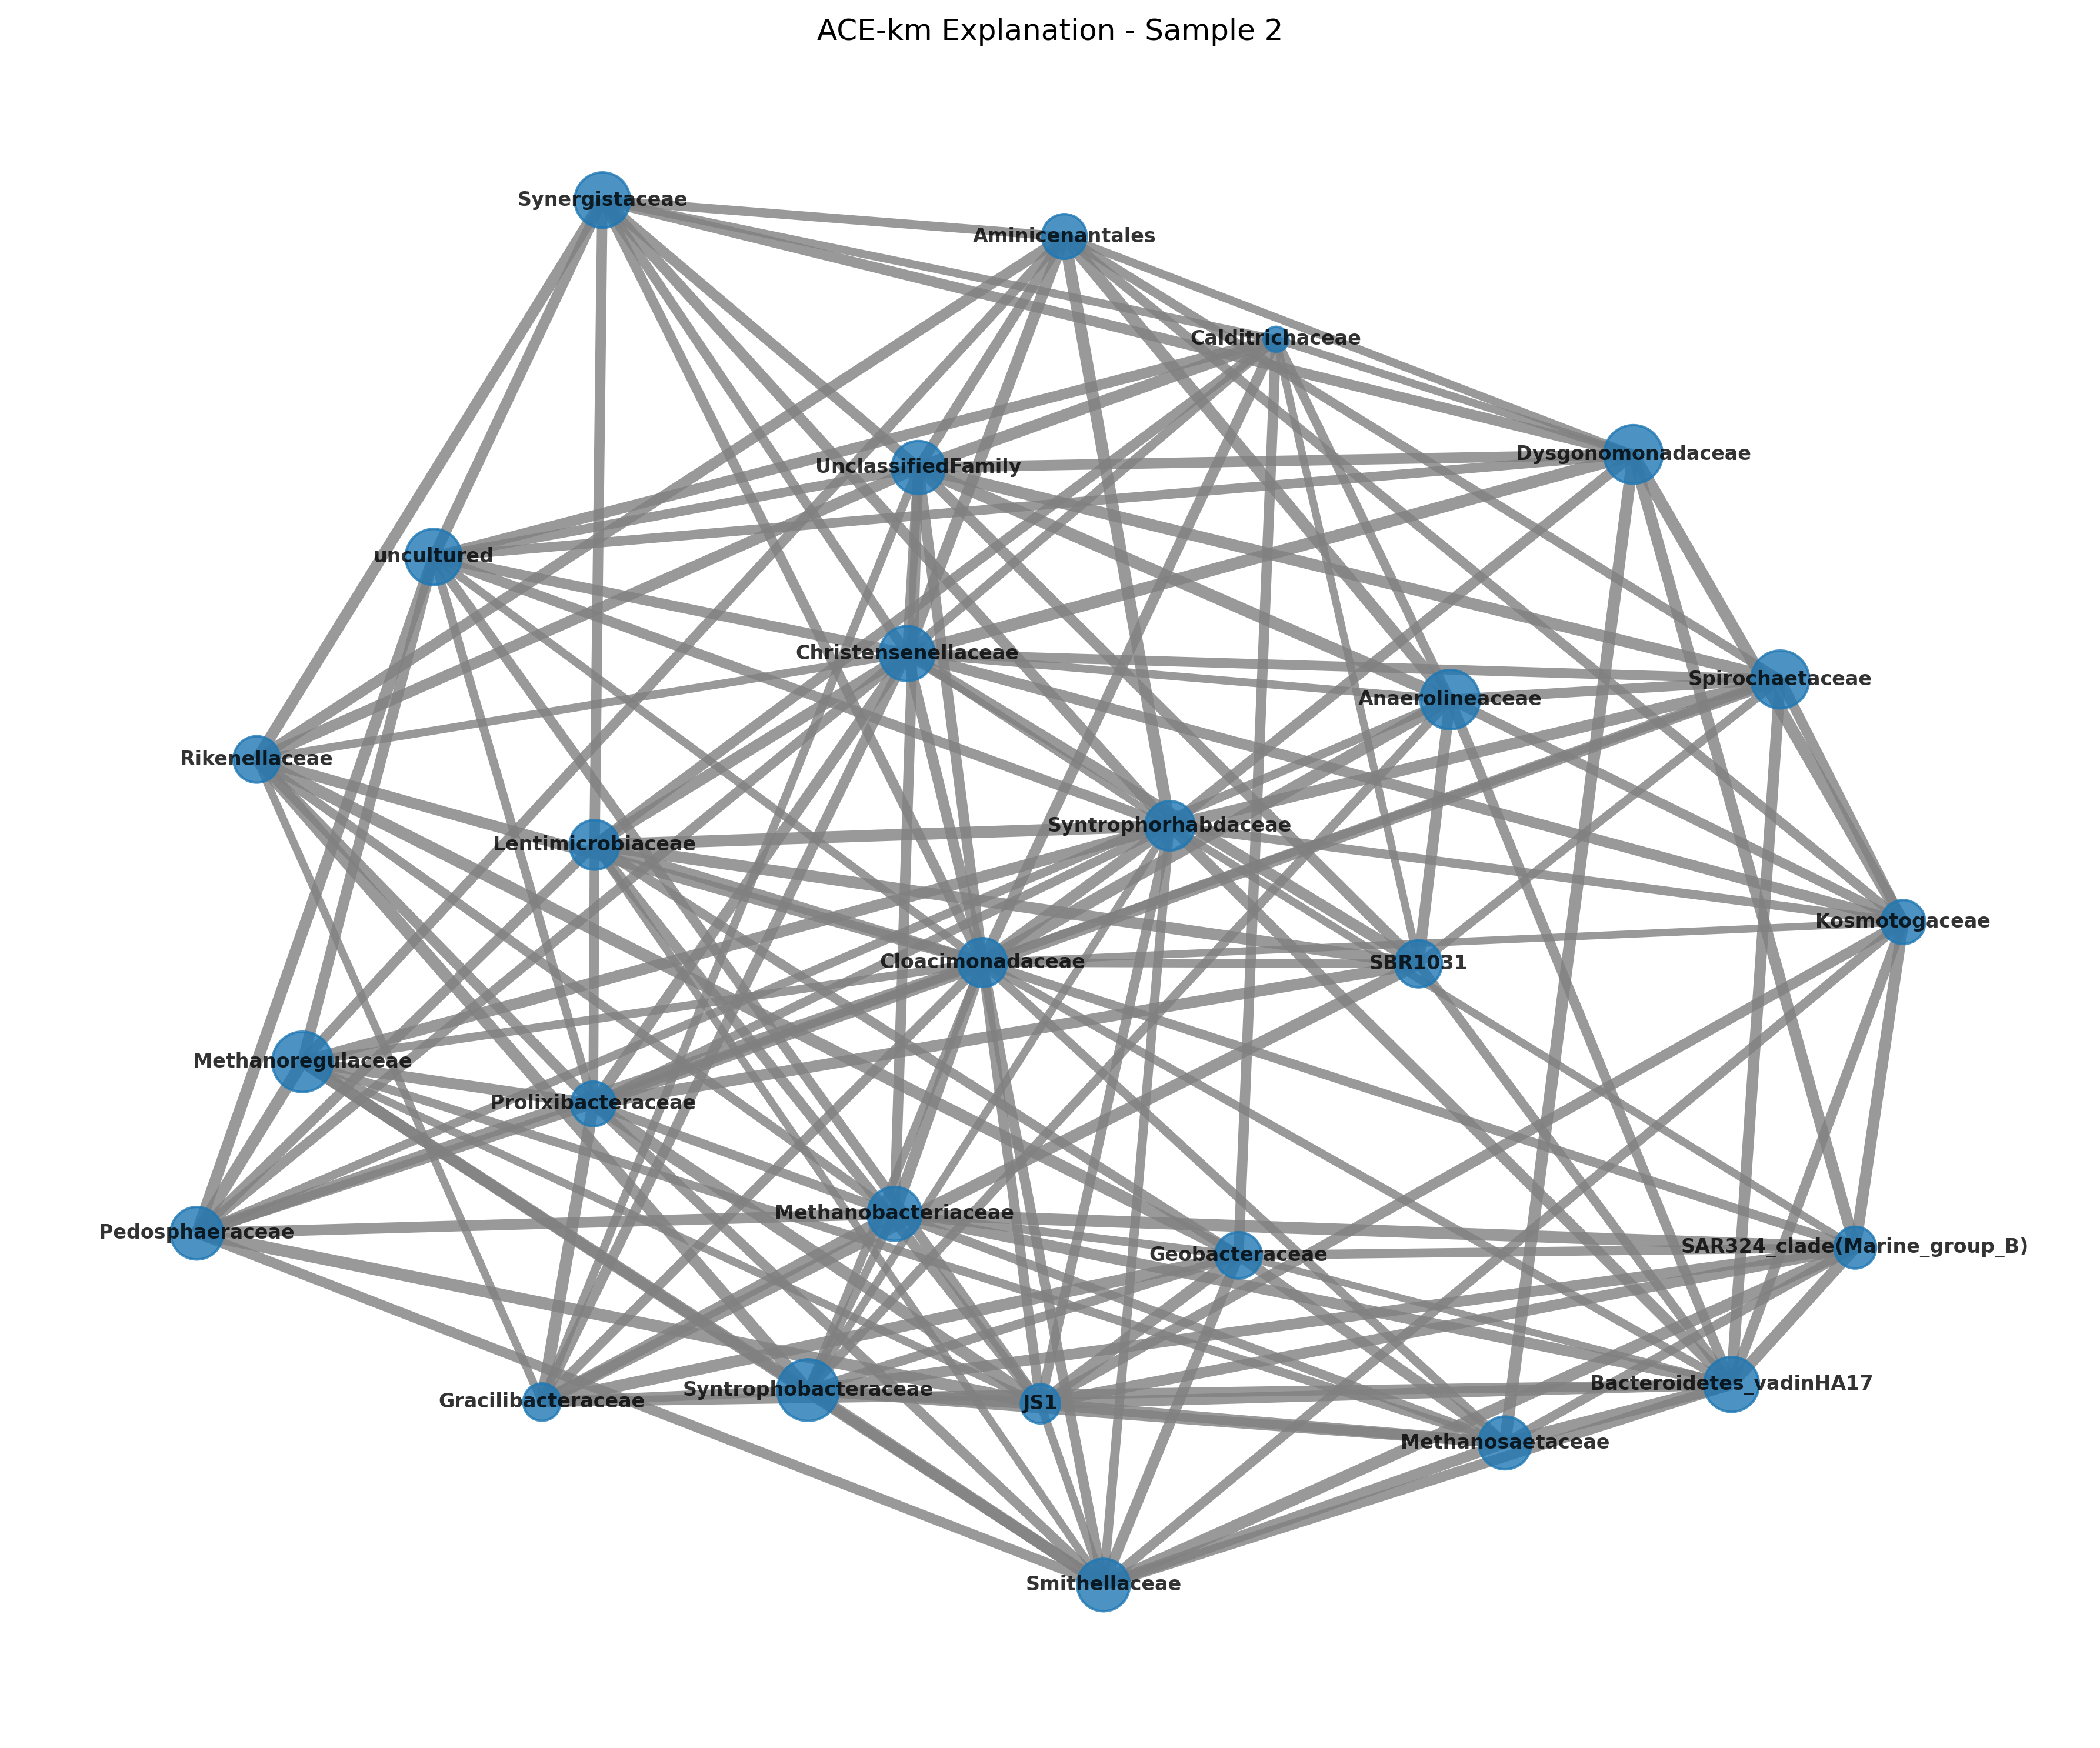 ACE-km Explanation - Sample 2
Synergistaceae
Aminicenantales
Calditrichaceae
Dysgonomonadaceae
UnclassifiedFamily
uncultured
Christensenellaceae
Spirochaetaceae
Anaerolineaceae
Rikenellaceae
Syntrophorhabdaceae
Lentimicrobiaceae
Kosmotogaceae
Cloacimonadaceae
SBR1031
Methanoregulaceae
Prolixibacteraceae
Methanobacteriaceae
Pedosphaeraceae
SAR324_clade(Marine_group_B)
Geobacteraceae
Bacteroidetes_vadinHA17
Syntrophobacteraceae
Gracilibacteraceae
JS1
Methanosaetaceae
Smithellaceae